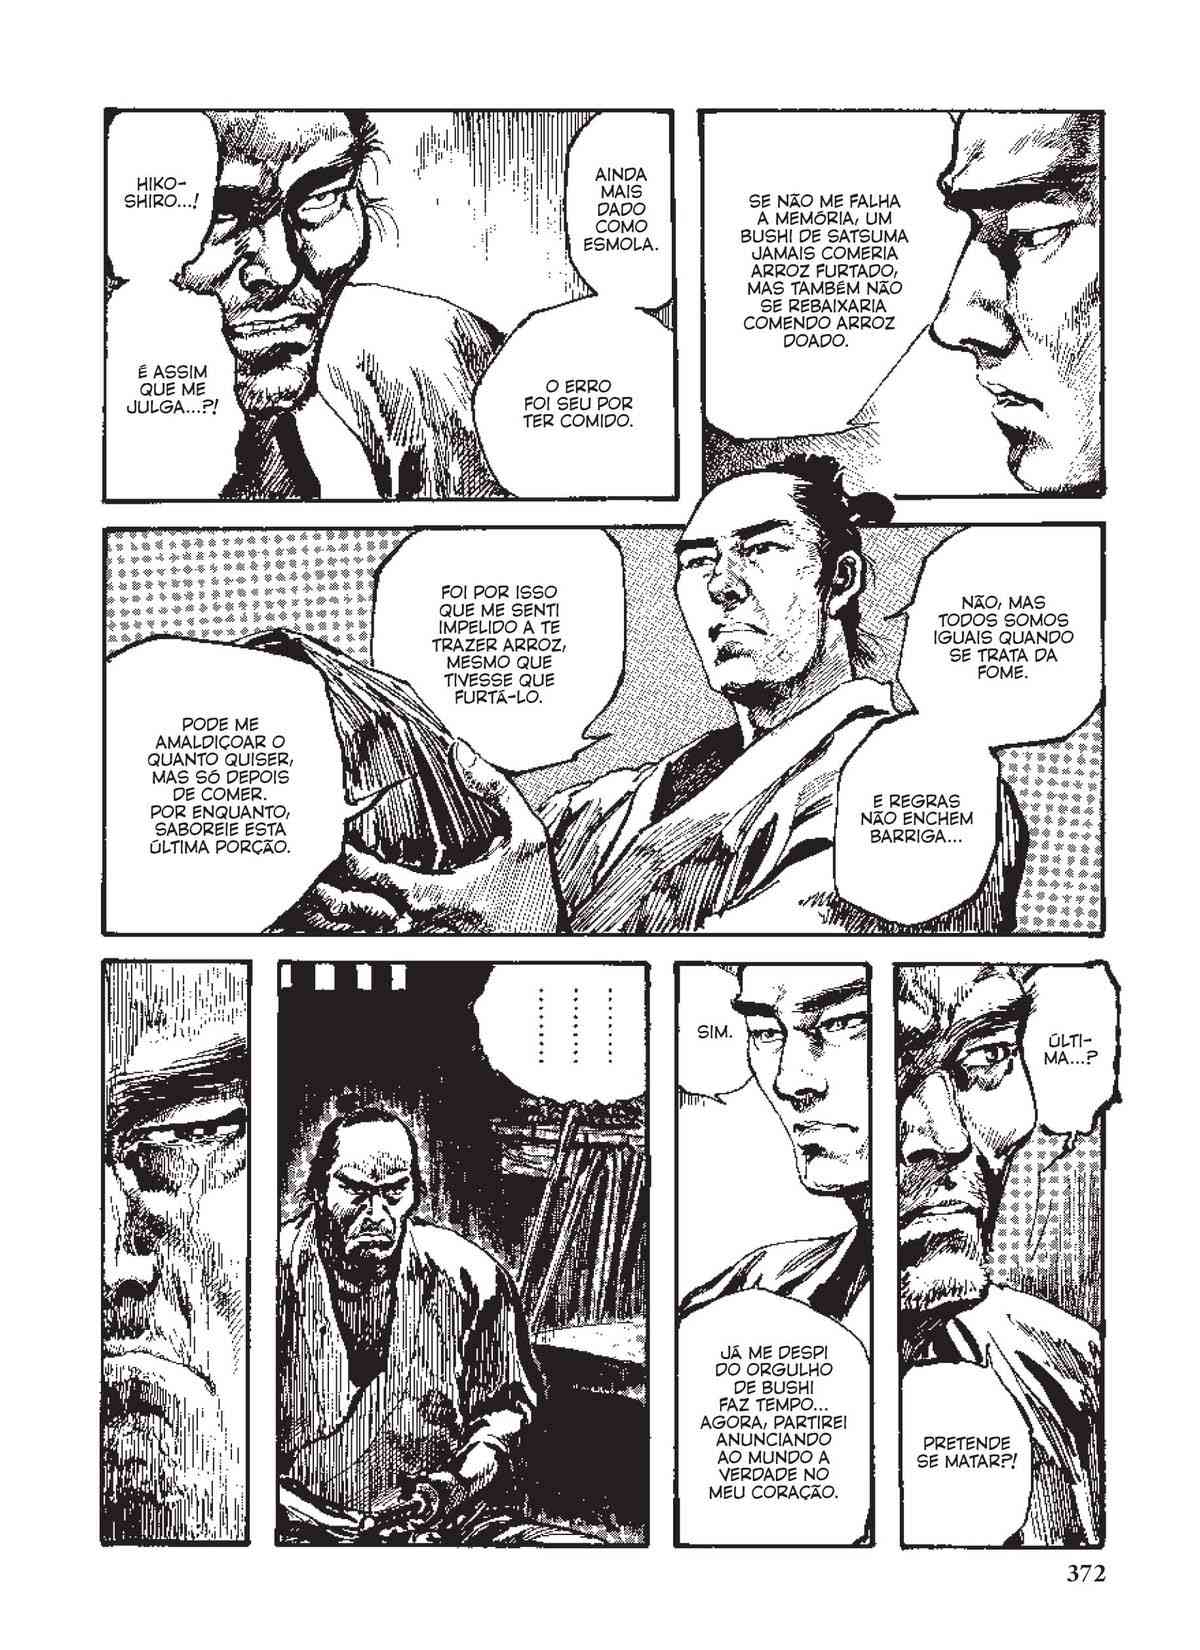 SE NÃO ME FALHA
A MEMÓRIA, UM
BUSHI DE SATSUMA
JAMAIS COMERIA
ARROZ FURTADO,
MAS TAMBÉM NÃO
SE REBAIXARIA
COMENDO ARROZ
DOADO.
AINDA
MAIS
DADO
COMO
ESMOLA.
O ERRO
FOI SEU POR
TER COMIDO.
HIKO-
SHIRO...!
É ASSIM
QUE ME
JULGA...?!
NÃO, MAS
TODOS SOMOS
IGUAIS QUANDO
SE TRATA DA
FOME.
E REGRAS
NÃO ENCHEM
BARRIGA...
FOI POR ISSO
QUE ME SENTI
IMPELIDO A TE
TRAZER ARROZ,
MESMO QUE
TIVESSE QUE
FURTÁ-LO.
PODE ME
AMALDIÇOAR O
QUANTO QUISER,
MAS SÓ DEPOIS
DE COMER.
POR ENQUANTO,
SABOREIE ESTA
ÚLTIMA PORÇÃO.
ÚLTI-
MA...?
PRETENDE
SE MATAR?!
SIM.
JÁ ME DESPI
DO ORGULHO
DE BUSHI
FAZ TEMPO...
AGORA, PARTIREI
ANUNCIANDO
AO MUNDO A
VERDADE NO
MEU CORAÇÃO.
372